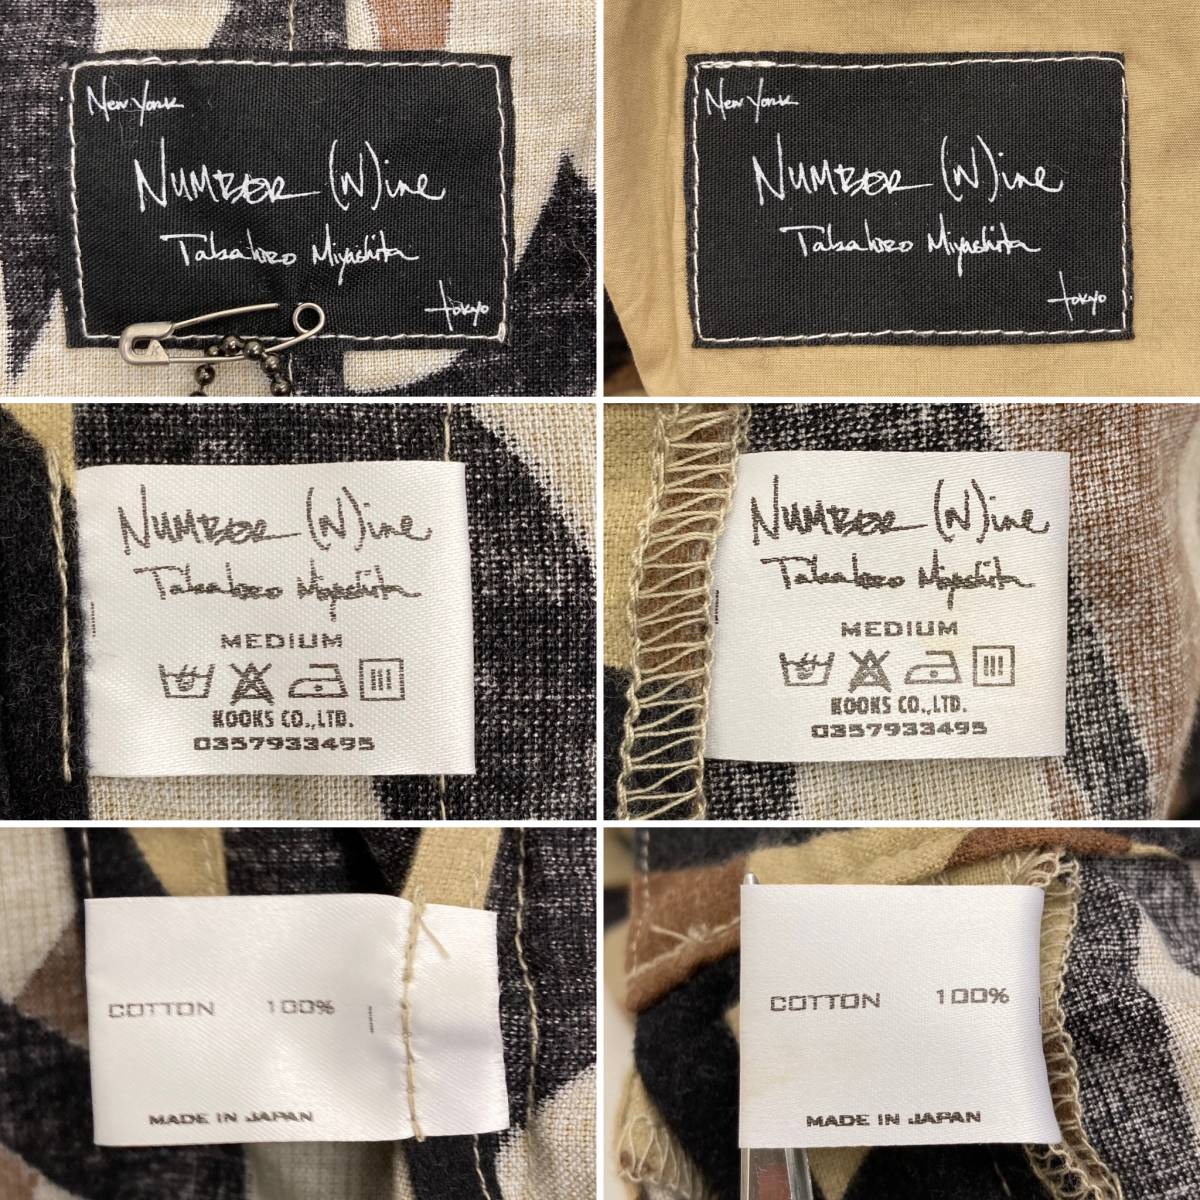 New York
NUMBER (N)ine
Takahiro Miyashita
tokyo
New York
NUMBER (N)ine
Takahiro Miyashita
tokyo
NUMBER (N)ine
Takahiro Miyashita
MEDIUM
KOOKS CO.,LTD.
0357933495
NUMBER (N)ine
Takahiro Miyashita
MEDIUM
KOOKS CO.,LTD.
0357933495
COTTON 100%
MADE IN JAPAN
COTTON 100%
MADE IN JAPAN